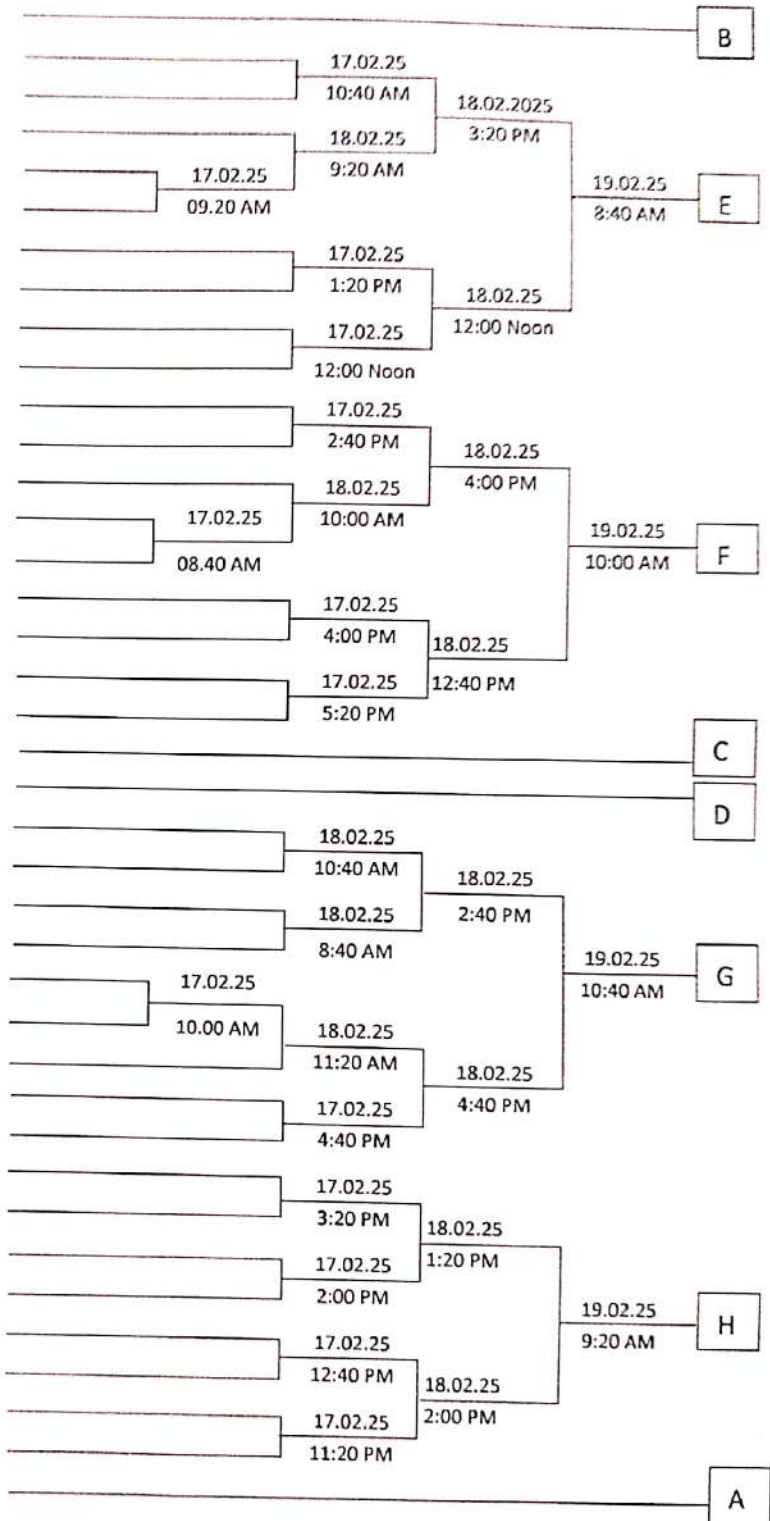 B
17.02.25
10:40 AM
18.02.2025
3:20 PM
18.02.25
9:20 AM
17.02.25
09.20 AM
19.02.25
8:40 AM
E
17.02.25
1:20 PM
18.02.25
12:00 Noon
17.02.25
12:00 Noon
17.02.25
2:40 PM
18.02.25
4:00 PM
18.02.25
10:00 AM
17.02.25
08.40 AM
19.02.25
10:00 AM
F
17.02.25
4:00 PM
18.02.25
12:40 PM
17.02.25
5:20 PM
C
D
18.02.25
10:40 AM
18.02.25
2:40 PM
18.02.25
8:40 AM
19.02.25
10:40 AM
G
17.02.25
10.00 AM
18.02.25
11:20 AM
18.02.25
4:40 PM
17.02.25
4:40 PM
17.02.25
3:20 PM
18.02.25
1:20 PM
17.02.25
2:00 PM
19.02.25
9:20 AM
H
17.02.25
12:40 PM
18.02.25
2:00 PM
17.02.25
11:20 PM
A